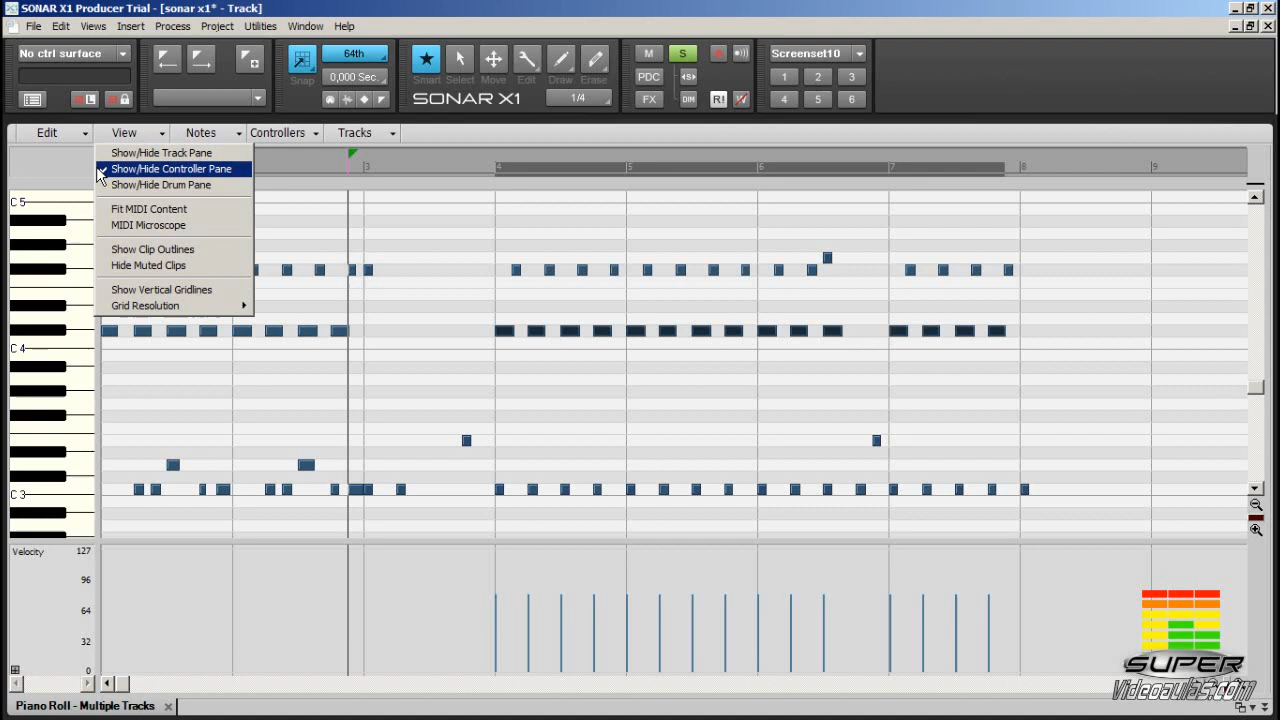 SONAR X1 Producer Trial - [sonar x1* - Track]
File Edit Views Insert Process Project Utilities Window Help
No ctrl surface
64th
M S
Screenset10
Snap 0,000 Sec.
Smart Select Move Edit Draw Erase
PDC
1 2 3
SONAR X1
1/4
FX DIM R!
4 5 6
Edit View Notes Controllers Tracks
Show/Hide Track Pane
Show/Hide Controller Pane
Show/Hide Drum Pane
Fit MIDI Content
MIDI Microscope
Show Clip Outlines
Hide Muted Clips
Show Vertical Gridlines
Grid Resolution
3 4 5 6 7 8 9
C 5
C 4
C 3
Velocity 127
96
64
32
0
SUPER
Videoaulas.com
Piano Roll - Multiple Tracks